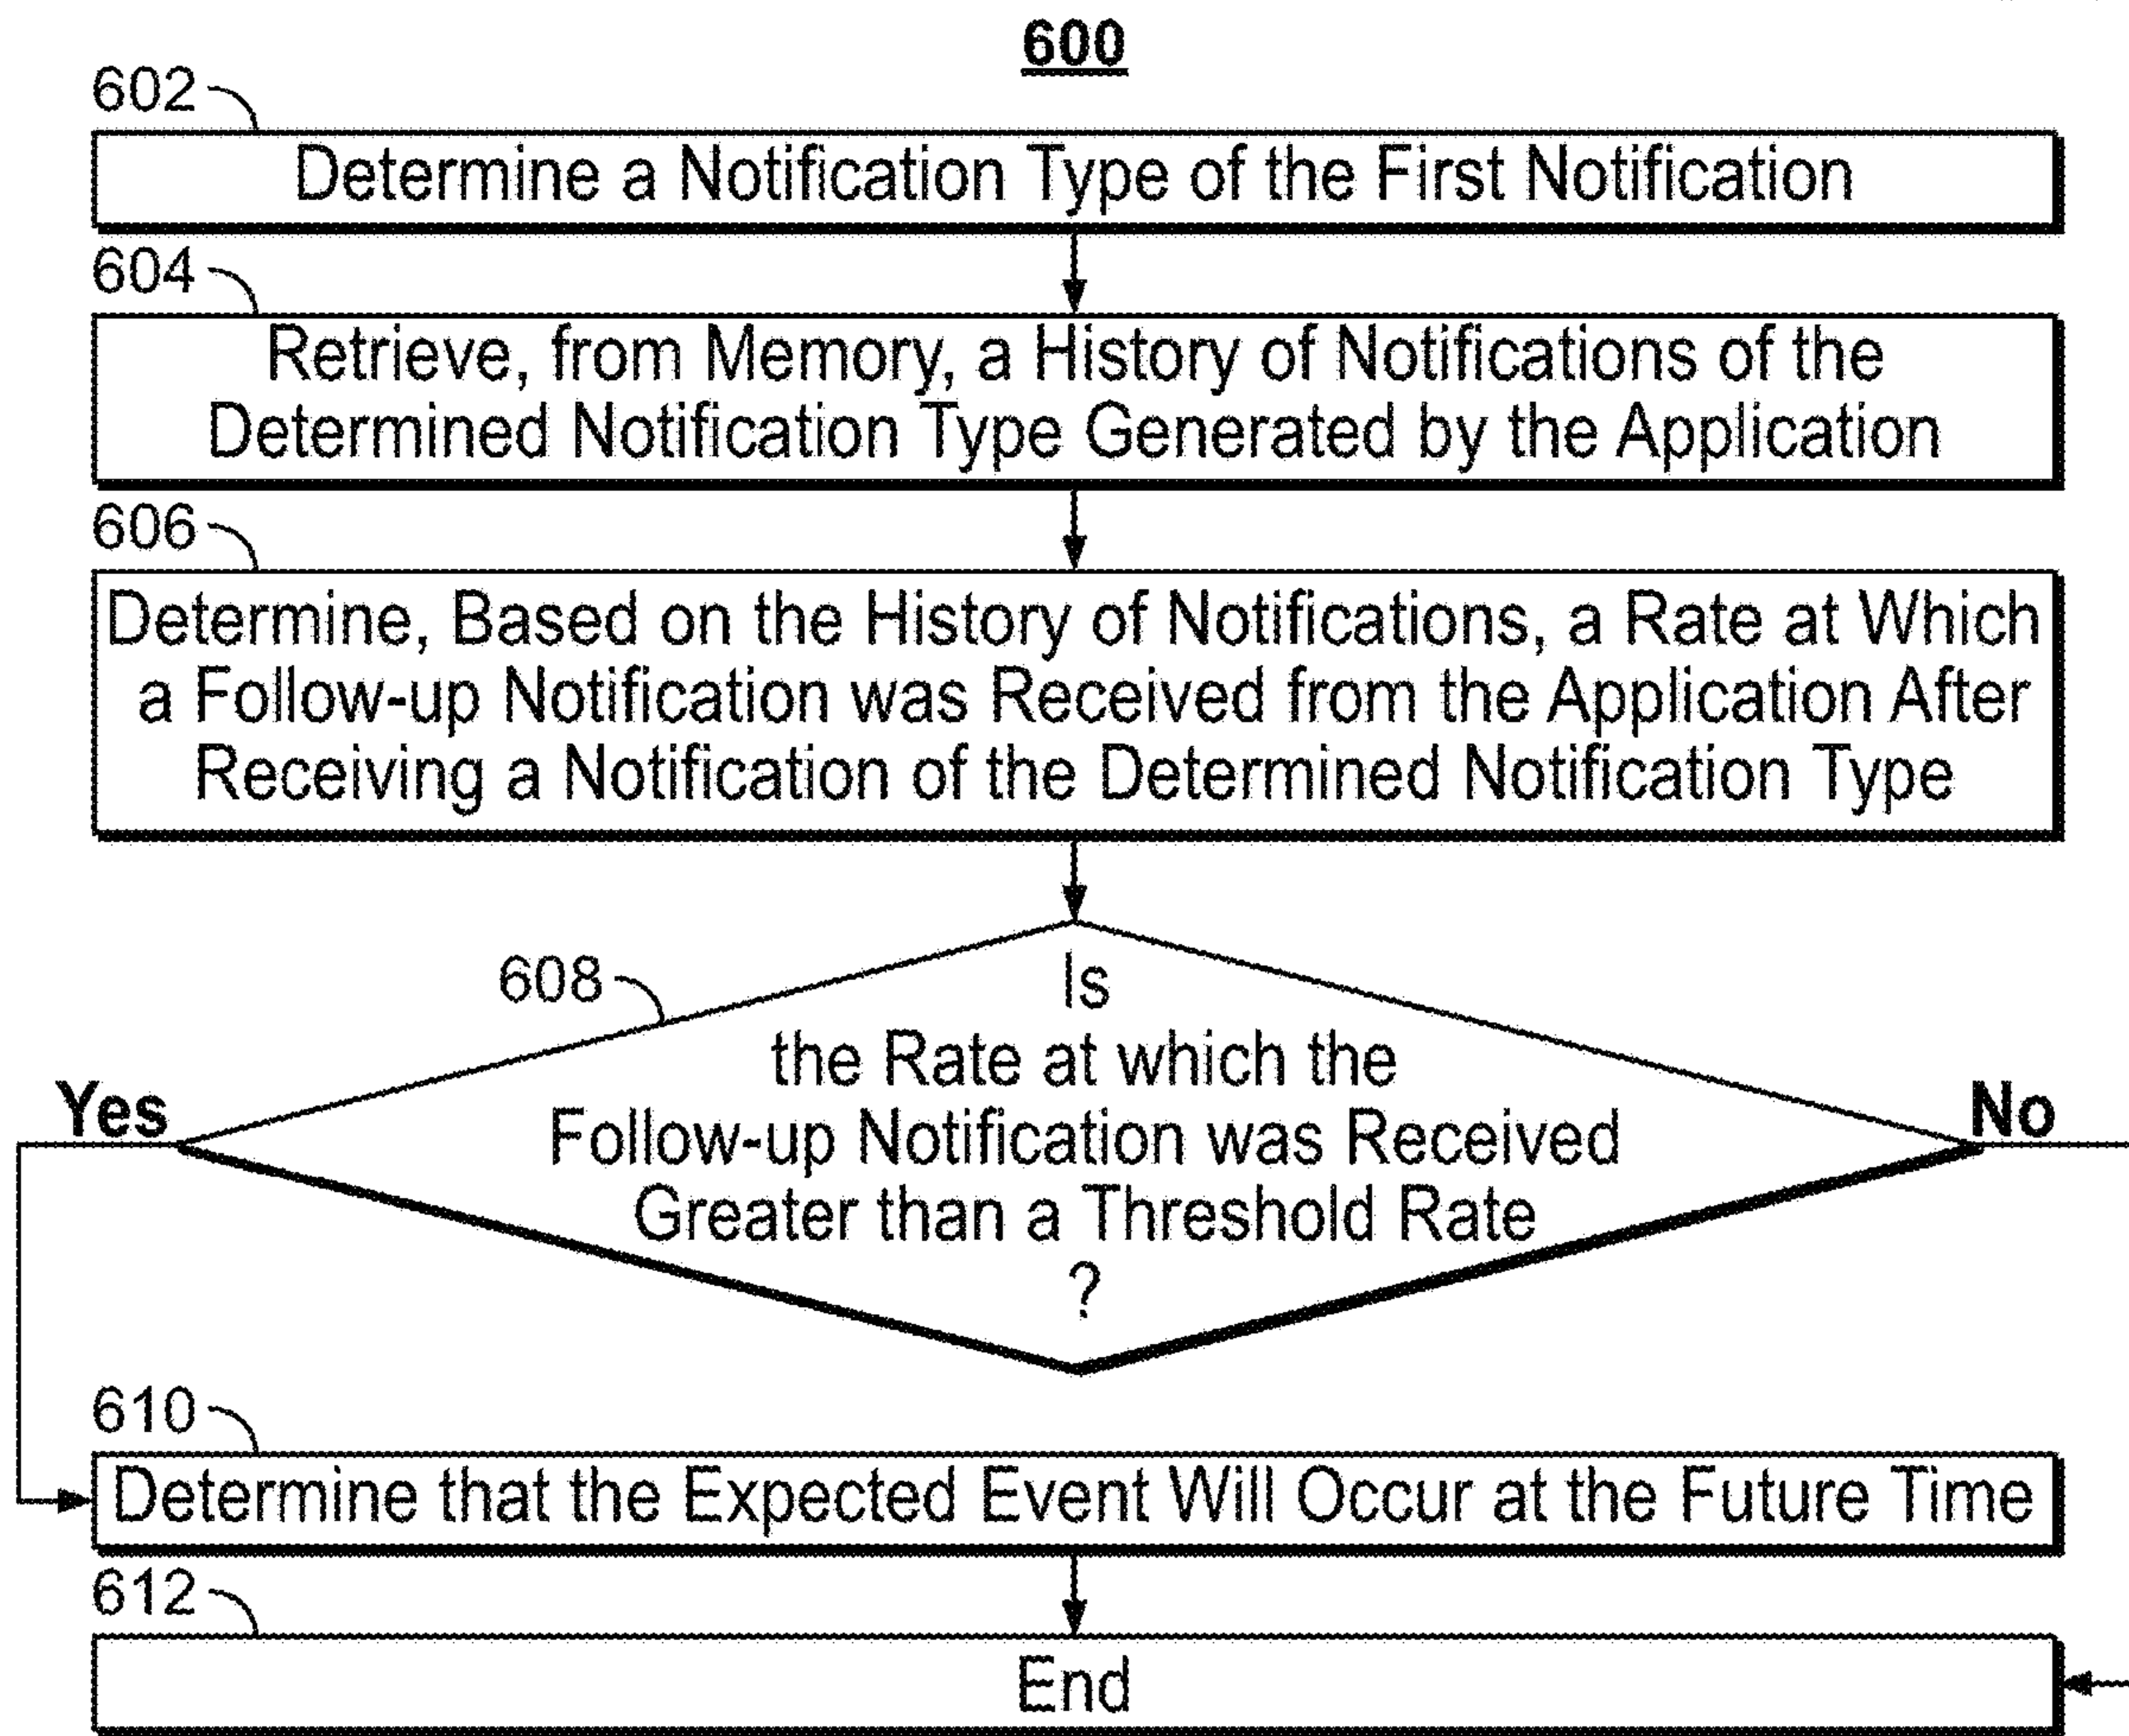 600
602
Determine a Notification Type of the First Notification
604
Retrieve, from Memory, a History of Notifications of the
Determined Notification Type Generated by the Application
606
Determine, Based on the History of Notifications, a Rate at Which
a Follow-up Notification was Received from the Application After
Receiving a Notification of the Determined Notification Type
608
Is
the Rate at which the
Follow-up Notification was Received
Greater than a Threshold Rate
?
Yes
No
610
Determine that the Expected Event Will Occur at the Future Time
612
End